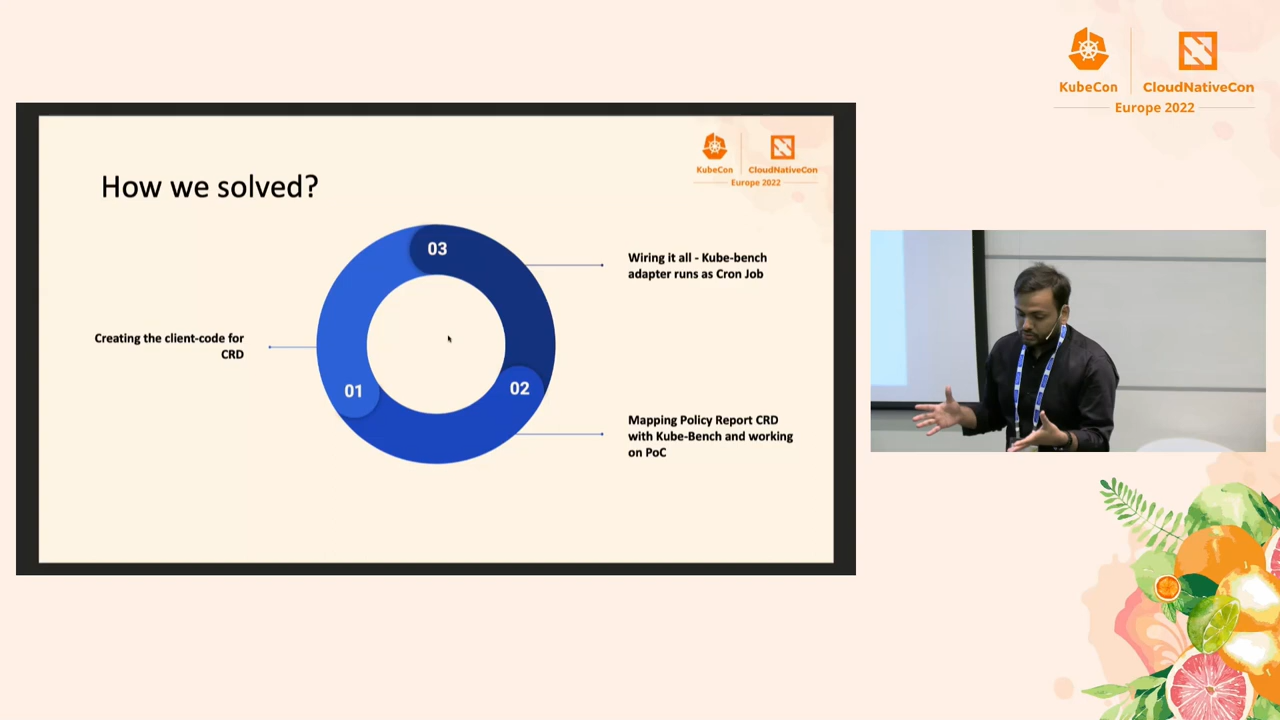 KubeCon
CloudNativeCon
Europe 2022
How we solved?
KubeCon
CloudNativeCon
Europe 2022
03
Wiring it all - Kube-bench
adapter runs as Cron Job
Creating the client-code for
CRD
01
02
Mapping Policy Report CRD
with Kube-Bench and working
on PoC